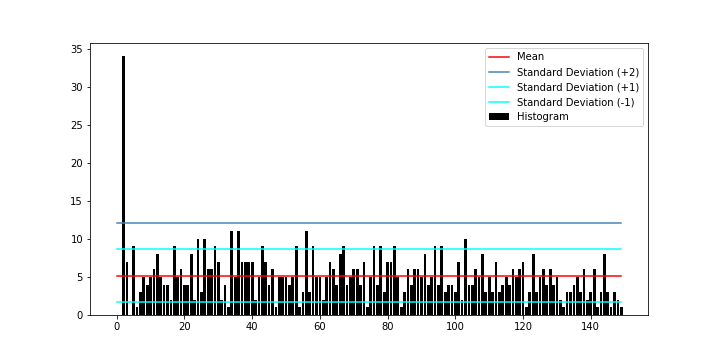 35
30
25
20
15
10
5
0
Mean
Standard Deviation (+2)
Standard Deviation (+1)
Standard Deviation (-1)
Histogram
0 20 40 60 80 100 120 140